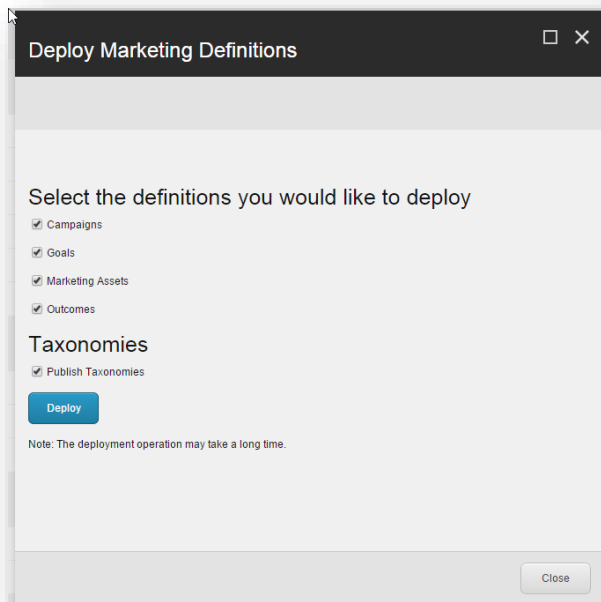 Deploy Marketing Definitions
Select the definitions you would like to deploy
Campaigns
Goals
Marketing Assets
Outcomes
Taxonomies
Publish Taxonomies
Deploy
Note: The deployment operation may take a long time.
Close